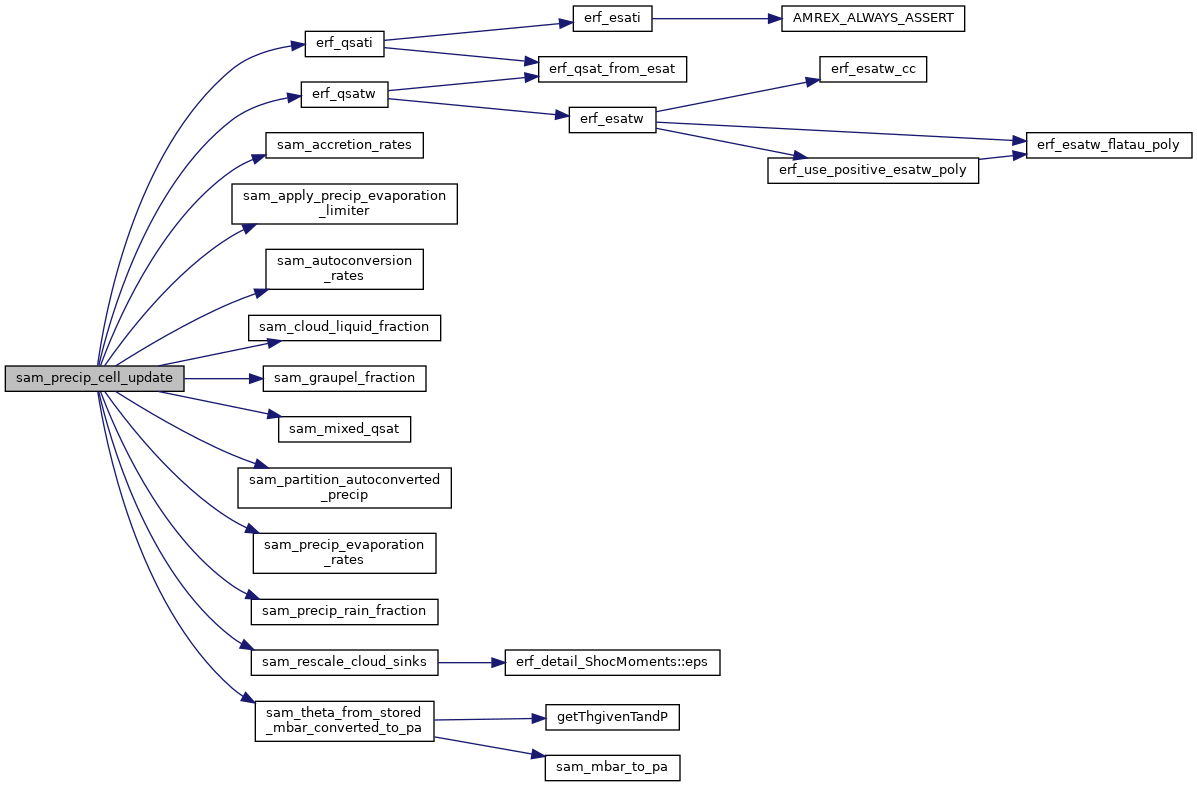 erf_esati
AMREX_ALWAYS_ASSERT
erf_qsati
erf_qsat_from_esat
erf_esatw_cc
erf_qsatw
erf_esatw
sam_accretion_rates
erf_esatw_flatau_poly
erf_use_positive_esatw_poly
sam_apply_precip_evaporation
_limiter
sam_autoconversion
_rates
sam_cloud_liquid_fraction
sam_precip_cell_update
sam_graupel_fraction
sam_mixed_qsat
sam_partition_autoconverted
_precip
sam_precip_evaporation
_rates
sam_precip_rain_fraction
sam_rescale_cloud_sinks
erf_detail_ShocMoments::eps
sam_theta_from_stored
_mbar_converted_to_pa
getThgivenTandP
sam_mbar_to_pa